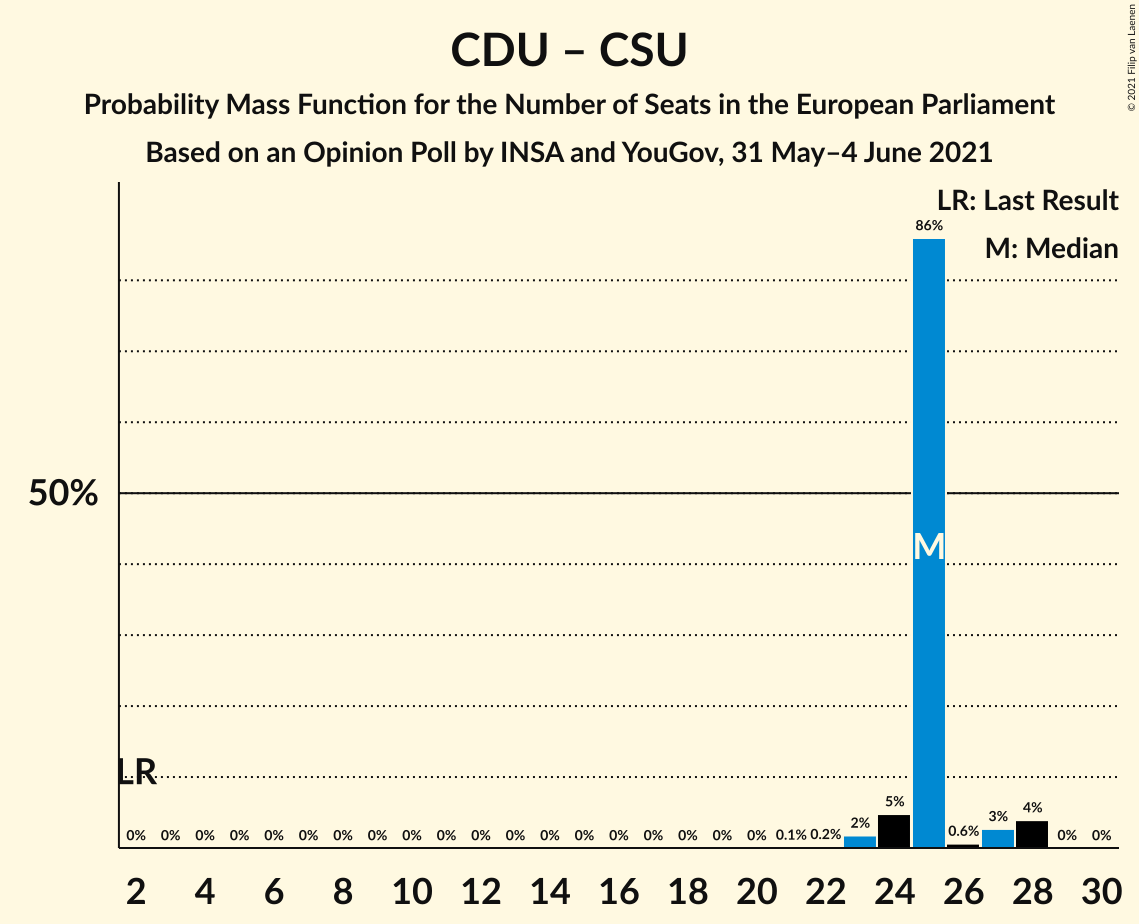 © 2021 Filip van Laenen
CDU – CSU
Probability Mass Function for the Number of Seats in the European Parliament
Based on an Opinion Poll by INSA and YouGov, 31 May–4 June 2021
LR: Last Result
M: Median
86%
50%
M
LR
0% 0% 0% 0% 0% 0% 0% 0% 0% 0% 0% 0% 0% 0% 0% 0% 0% 0% 0% 0.1% 0.2% 2% 5% 0.6% 3% 4% 0% 0%
2 4 6 8 10 12 14 16 18 20 22 24 26 28 30